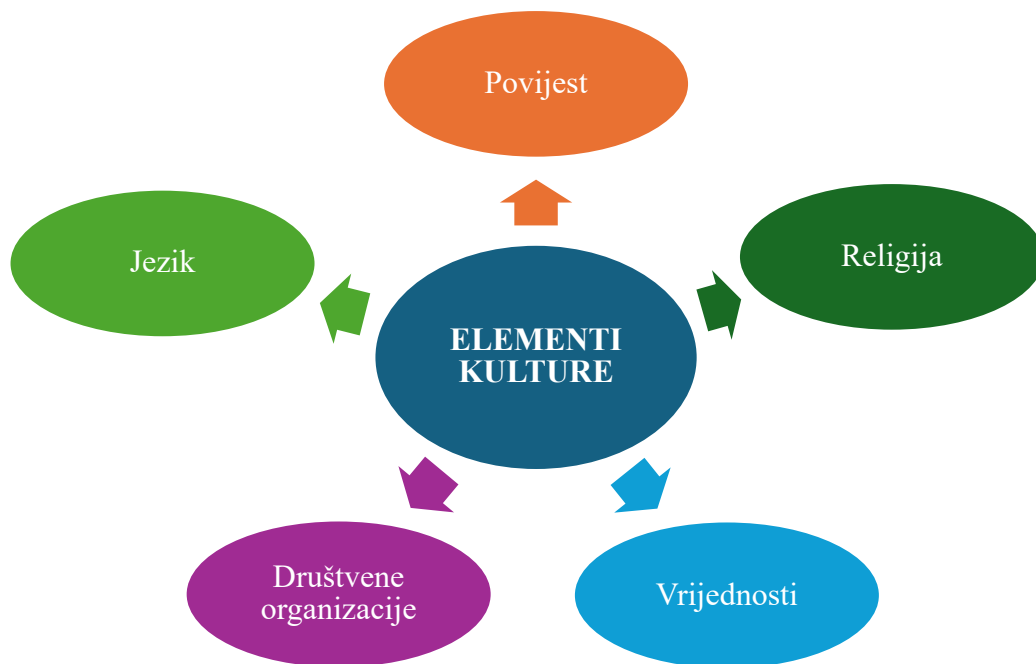 Povijest
Jezik
Religija
ELEMENTI
KULTURE
Društvene
organizacije
Vrijednosti